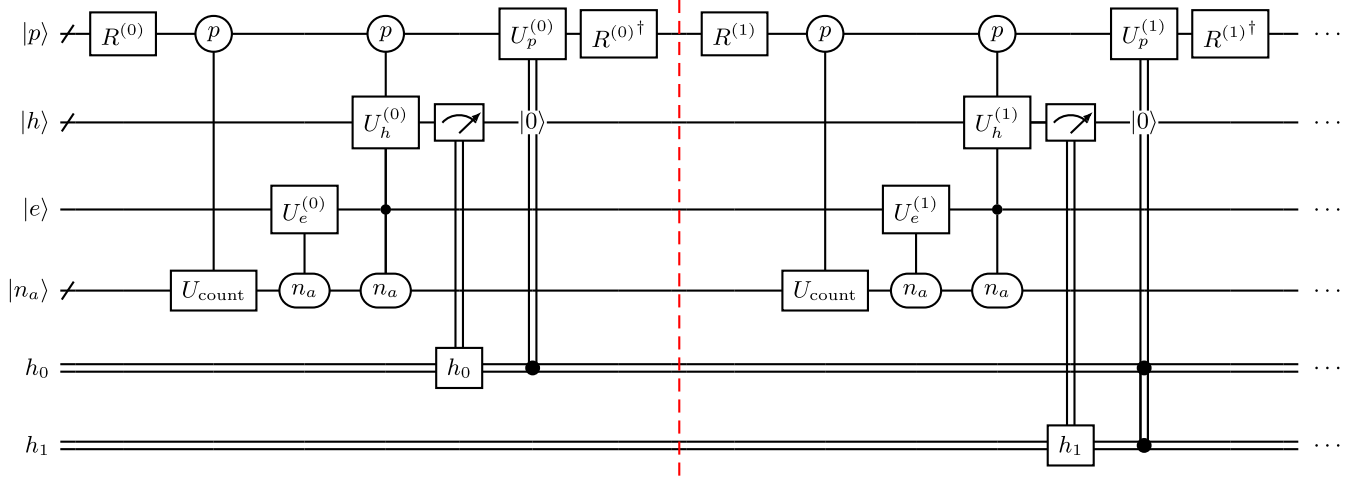 |p⟩ R^{(0)} p p U_p^{(0)} R^{(0)†} R^{(1)} p p U_p^{(1)} R^{(1)†} ···
|h⟩ U_h^{(0)} |0⟩ U_h^{(1)} |0⟩
|e⟩ U_e^{(0)} U_e^{(1)} ···
|n_a⟩ U_count n_a n_a U_count n_a n_a ···
h_0 h_0 ···
h_1 h_1 ···